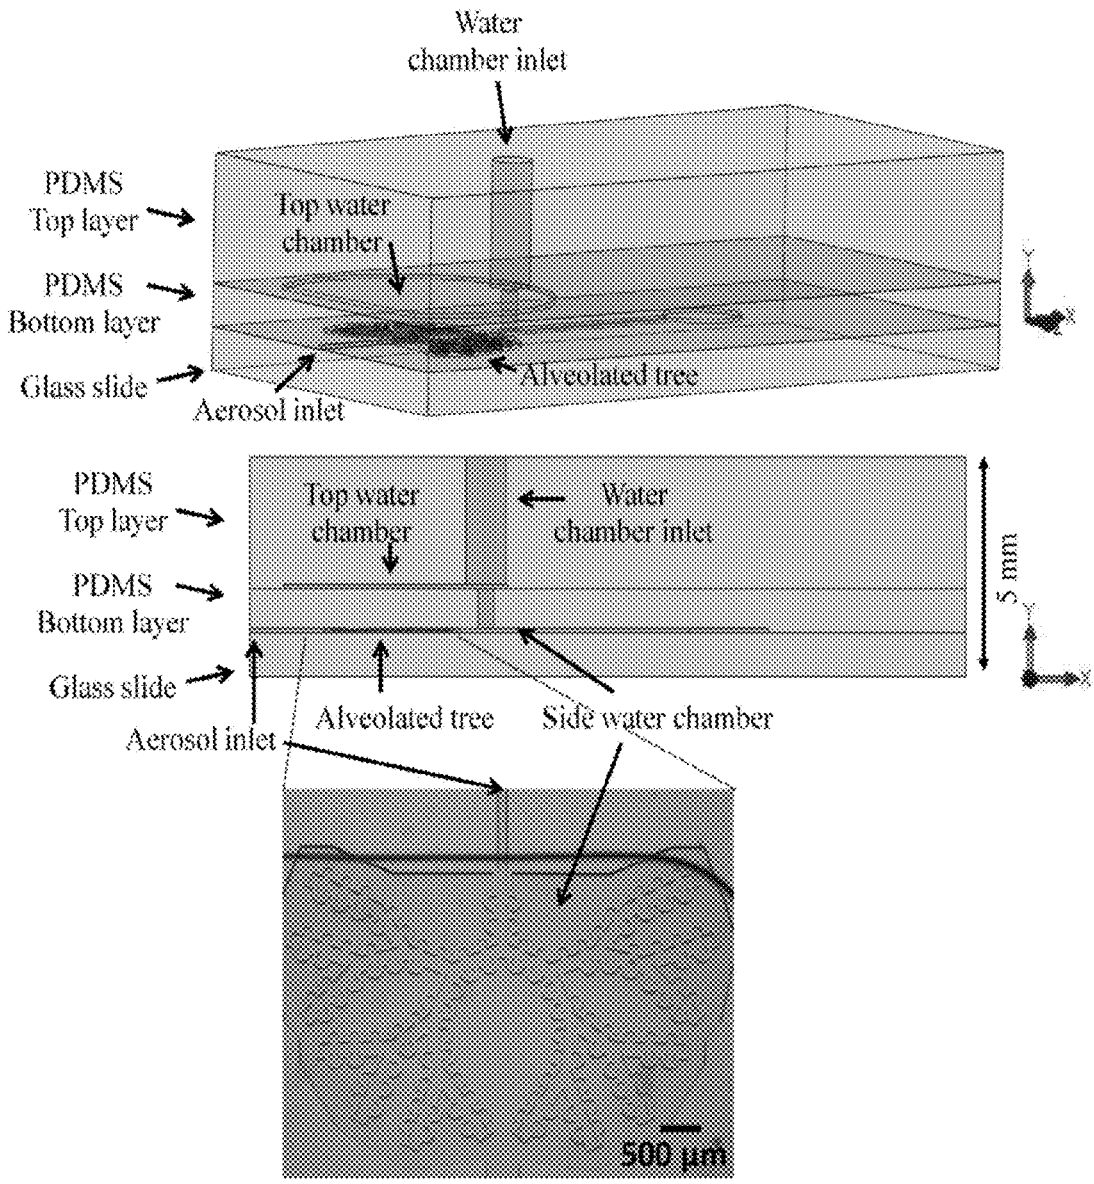 Water
chamber inlet
PDMS
Top layer
Top water
chamber
PDMS
Bottom layer
Y
X
Z
Glass slide
Aerosol inlet
Alveolated tree
PDMS
Top layer
Top water
chamber
Water
chamber inlet
5 mm
PDMS
Bottom layer
Y
X
Glass slide
Aerosol inlet
Alveolated tree
Side water chamber
500 μm